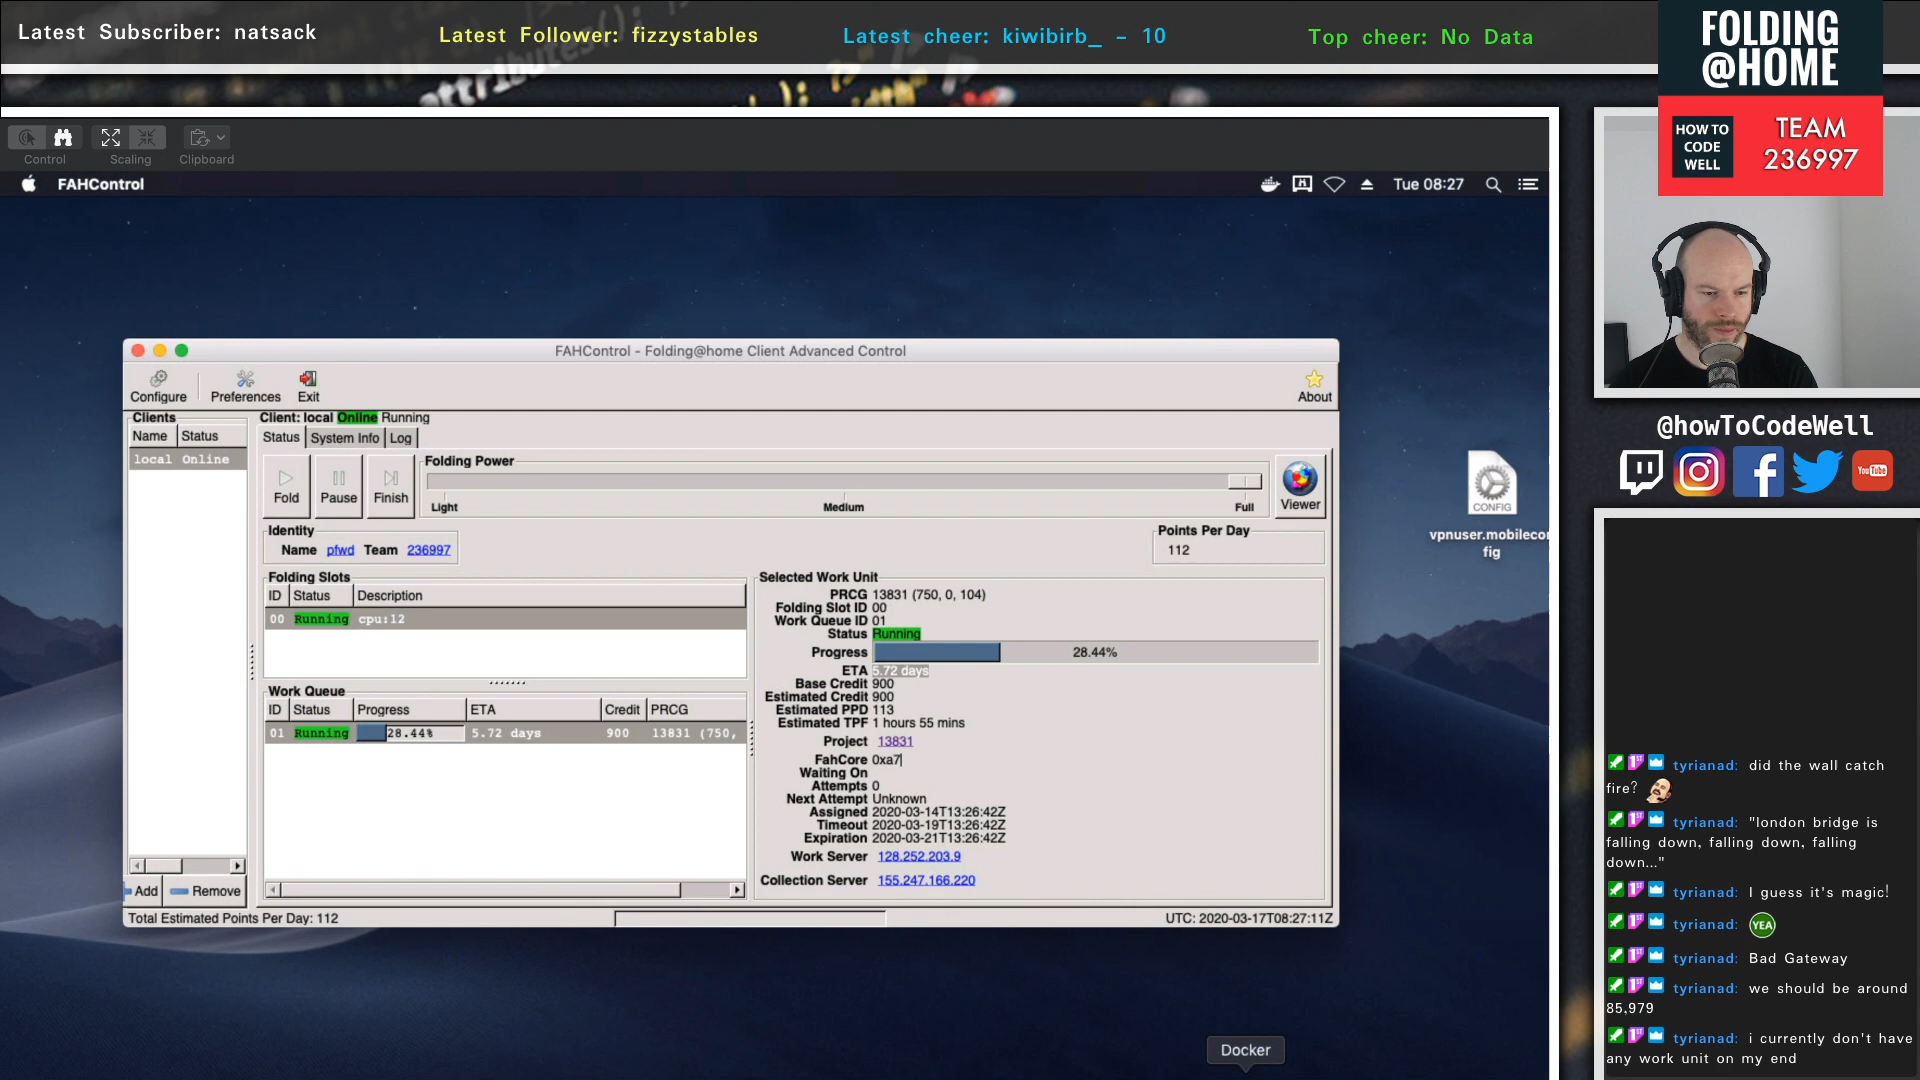 Latest Subscriber: natsack
Latest Follower: fizzystables
Latest cheer: kiwibirb_ - 10
Top cheer: No Data
FOLDING
@HOME
HOW TO
CODE
WELL
TEAM
236997
Control
Scaling
Clipboard
FAHControl
Tue 08:27
FAHControl - Folding@home Client Advanced Control
Configure
Preferences
Exit
About
Clients
Name Status
local Online
Client: local Online Running
Status System Info Log
Fold
Pause
Finish
Folding Power
Light
Medium
Full
Viewer
Identity
Name pfwd Team 236997
Points Per Day
112
Folding Slots
ID Status Description
00 Running cpu:12
Work Queue
ID Status Progress ETA Credit PRCG
01 Running 28.44% 5.72 days 900 13831 (750,
Selected Work Unit
PRCG 13831 (750, 0, 104)
Folding Slot ID 00
Work Queue ID 01
Status Running
Progress 28.44%
ETA 5.72 days
Base Credit 900
Estimated Credit 900
Estimated PPD 113
Estimated TPF 1 hours 55 mins
Project 13831
FahCore 0xa7
Waiting On
Attempts 0
Next Attempt Unknown
Assigned 2020-03-14T13:26:42Z
Timeout 2020-03-19T13:26:42Z
Expiration 2020-03-21T13:26:42Z
Work Server 128.252.203.9
Collection Server 155.247.166.220
Add
Remove
Total Estimated Points Per Day: 112
UTC: 2020-03-17T08:27:11Z
CONFIG
vpnuser.mobilecon
fig
Docker
@howToCodeWell
You Tube
tyrianad: did the wall catch
fire?
tyrianad: "london bridge is
falling down, falling down, falling
down..."
tyrianad: I guess it's magic!
tyrianad: YEA
tyrianad: Bad Gateway
tyrianad: we should be around
85,979
tyrianad: i currently don't have
any work unit on my end